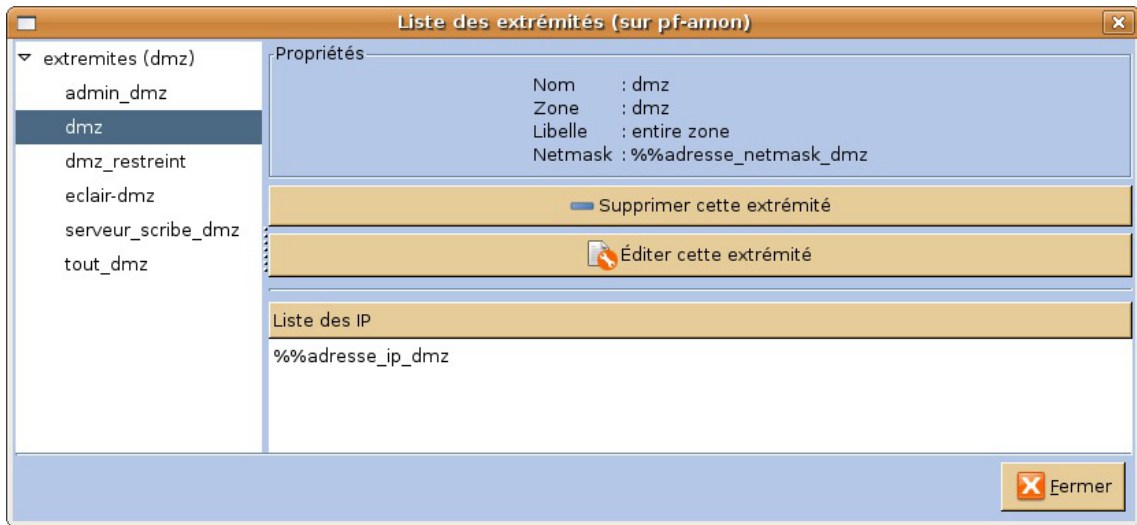 Liste des extrémités (sur pf-amon)
extremites (dmz)
admin_dmz
dmz
dmz_restreint
eclair-dmz
serveur_scribe_dmz
tout_dmz
Propriétés
Nom : dmz
Zone : dmz
Libelle : entire zone
Netmask : %%adresse_netmask_dmz
Supprimer cette extrémité
Éditer cette extrémité
Liste des IP
%%adresse_ip_dmz
Fermer